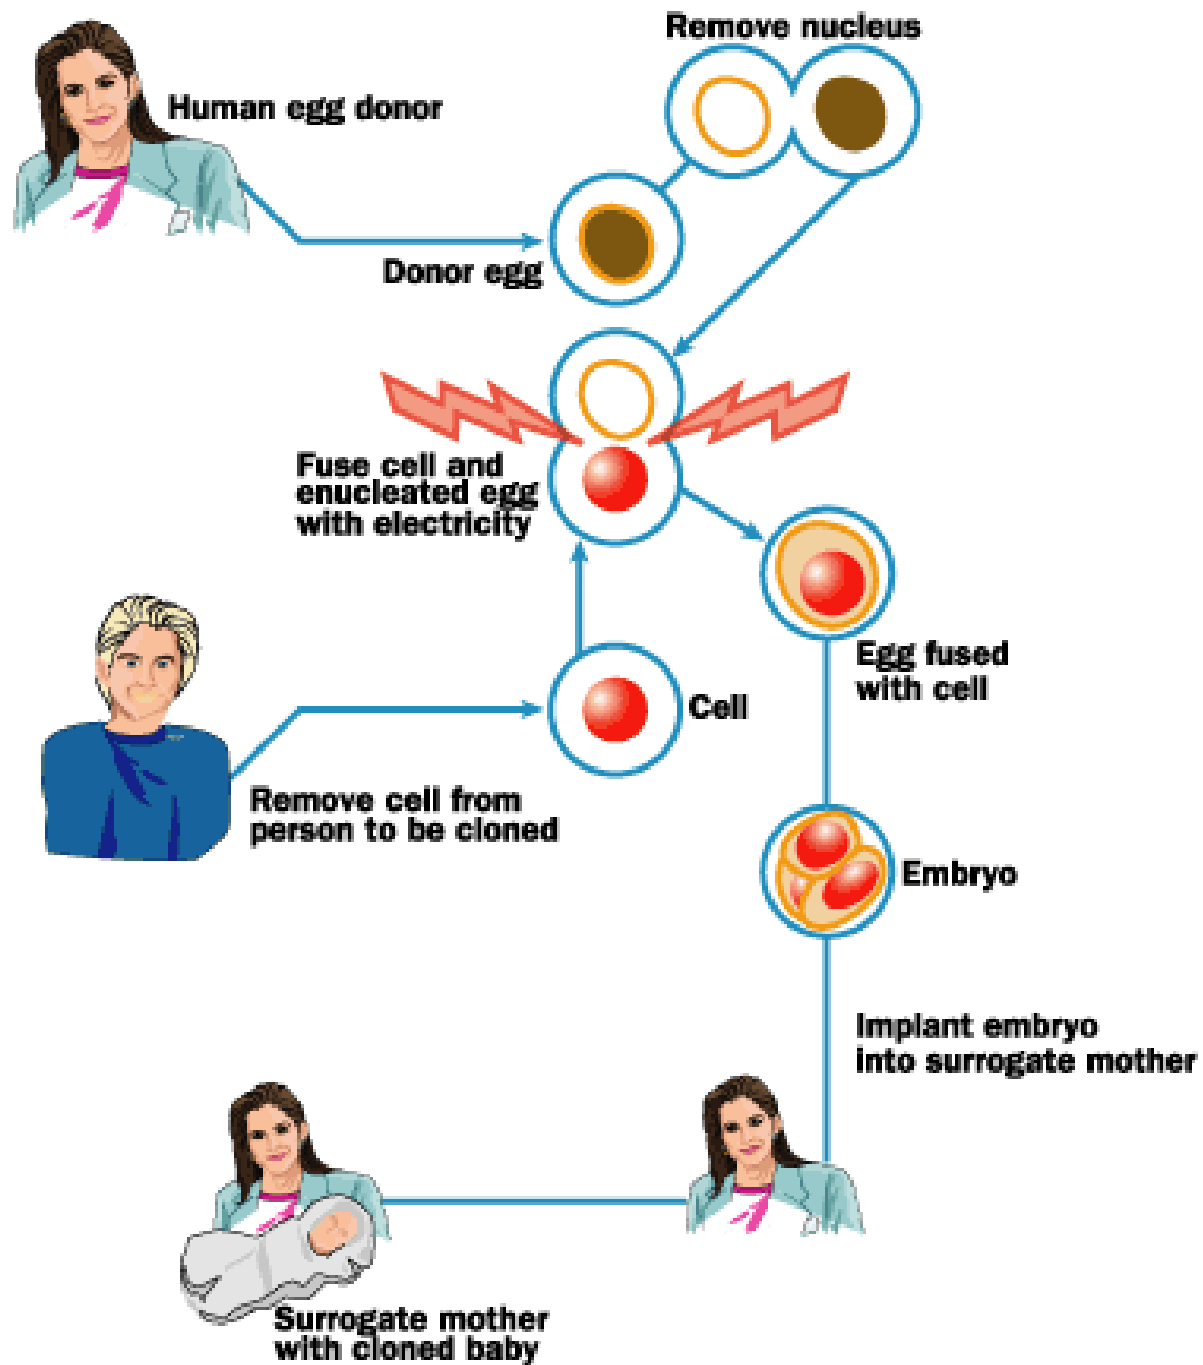 Remove nucleus
Human egg donor
Donor egg
Fuse cell and
enucleated egg
with electricity
Egg fused
with cell
Cell
Remove cell from
person to be cloned
Embryo
Implant embryo
into surrogate mother
Surrogate mother
with cloned baby